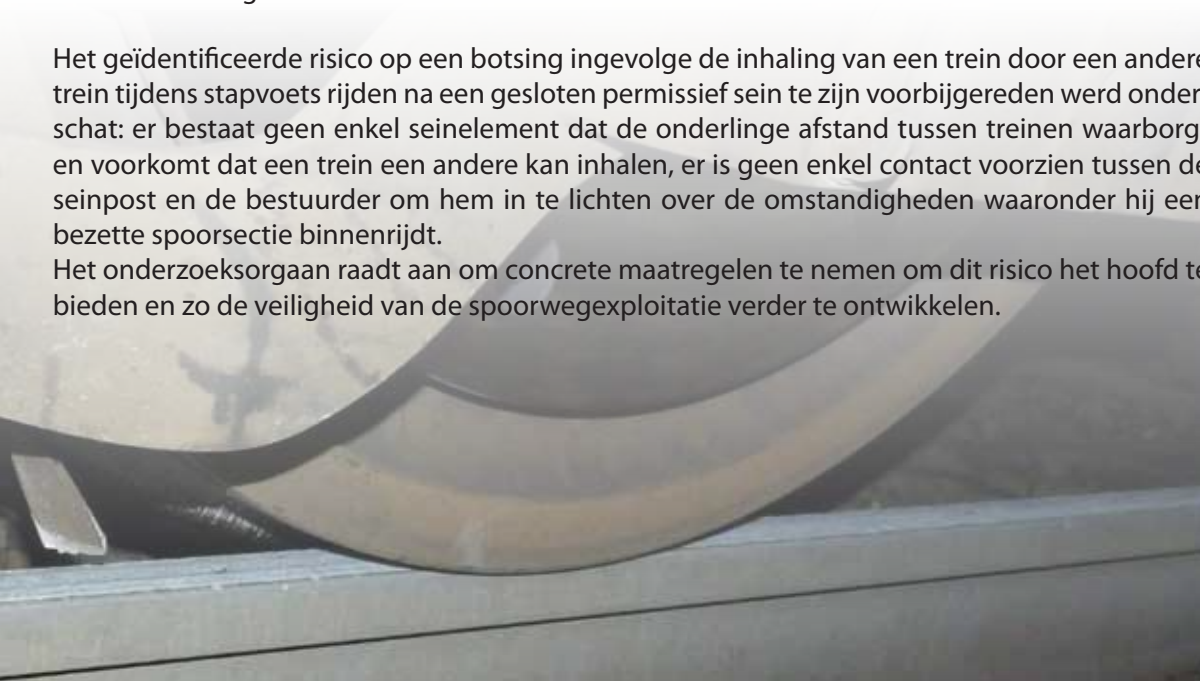 Het geïdentificeerde risico op een botsing ingevolge de inhaling van een trein door een andere
trein tijdens stapvoets rijden na een gesloten permissief sein te zijn voorbijgereden werd onder
schat: er bestaat geen enkel seinelement dat de onderlinge afstand tussen treinen waarborg
en voorkomt dat een trein een andere kan inhalen, er is geen enkel contact voorzien tussen de
seinpost en de bestuurder om hem in te lichten over de omstandigheden waaronder hij een
bezette spoorsectie binnenrijdt.
Het onderzoeksorgaan raadt aan om concrete maatregelen te nemen om dit risico het hoofd te
bieden en zo de veiligheid van de spoorwegexploitatie verder te ontwikkelen.